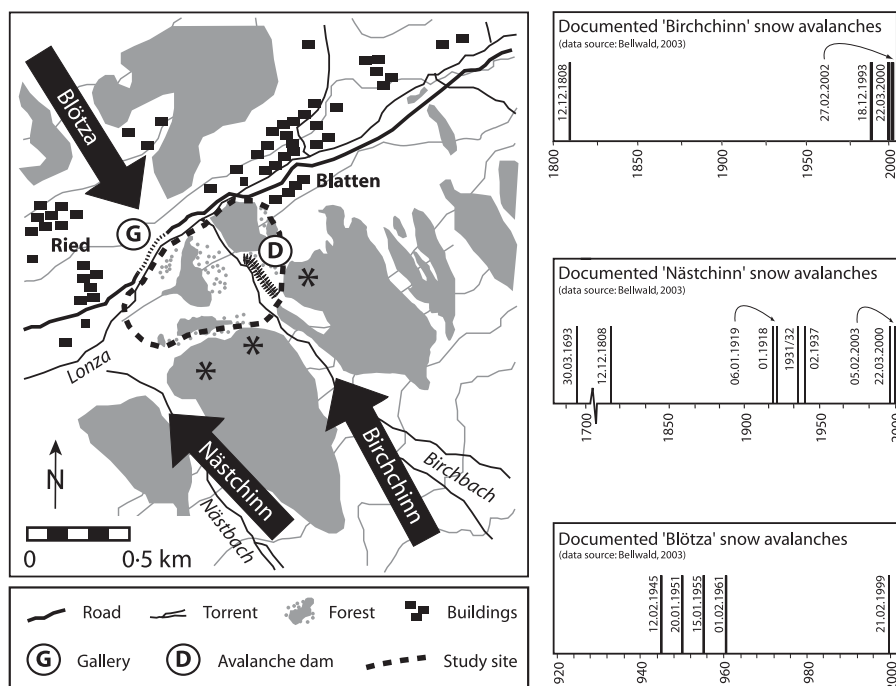 Blötza
Blatten
G
Ried
D
Lonza
Nästchinn
Birchchinn
Nästbach
Birchbach
N
0 0·5 km
Road Torrent Forest Buildings
G Gallery D Avalanche dam Study site
Documented 'Birchchinn' snow avalanches
(data source: Bellwald, 2003)
12.12.1808
27.02.2002
18.12.1993
22.03.2000
1800 1850 1900 1950 2000
Documented 'Nästchinn' snow avalanches
(data source: Bellwald, 2003)
30.03.1693
12.12.1808
06.01.1919
01.1918
1931/32
02.1937
05.02.2003
22.03.2000
1700 1850 1900 1950 2000
Documented 'Blötza' snow avalanches
(data source: Bellwald, 2003)
12.02.1945
20.01.1951
15.01.1955
01.02.1961
21.02.1999
1920 1940 1960 1980 2000